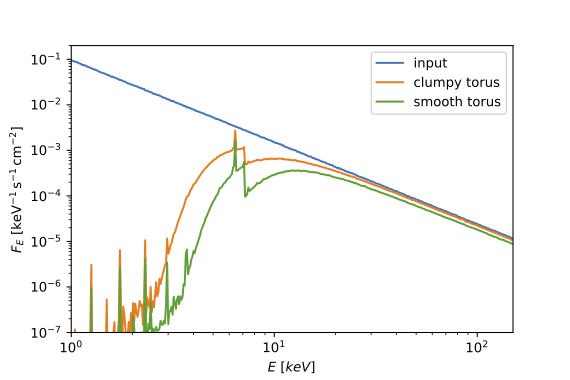 input
clumpy torus
smooth torus
10⁻¹
10⁻²
10⁻³
10⁻⁴
10⁻⁵
10⁻⁶
10⁻⁷
F_E [keV⁻¹ s⁻¹ cm⁻²]
10⁰ 10¹ 10²
E [keV]